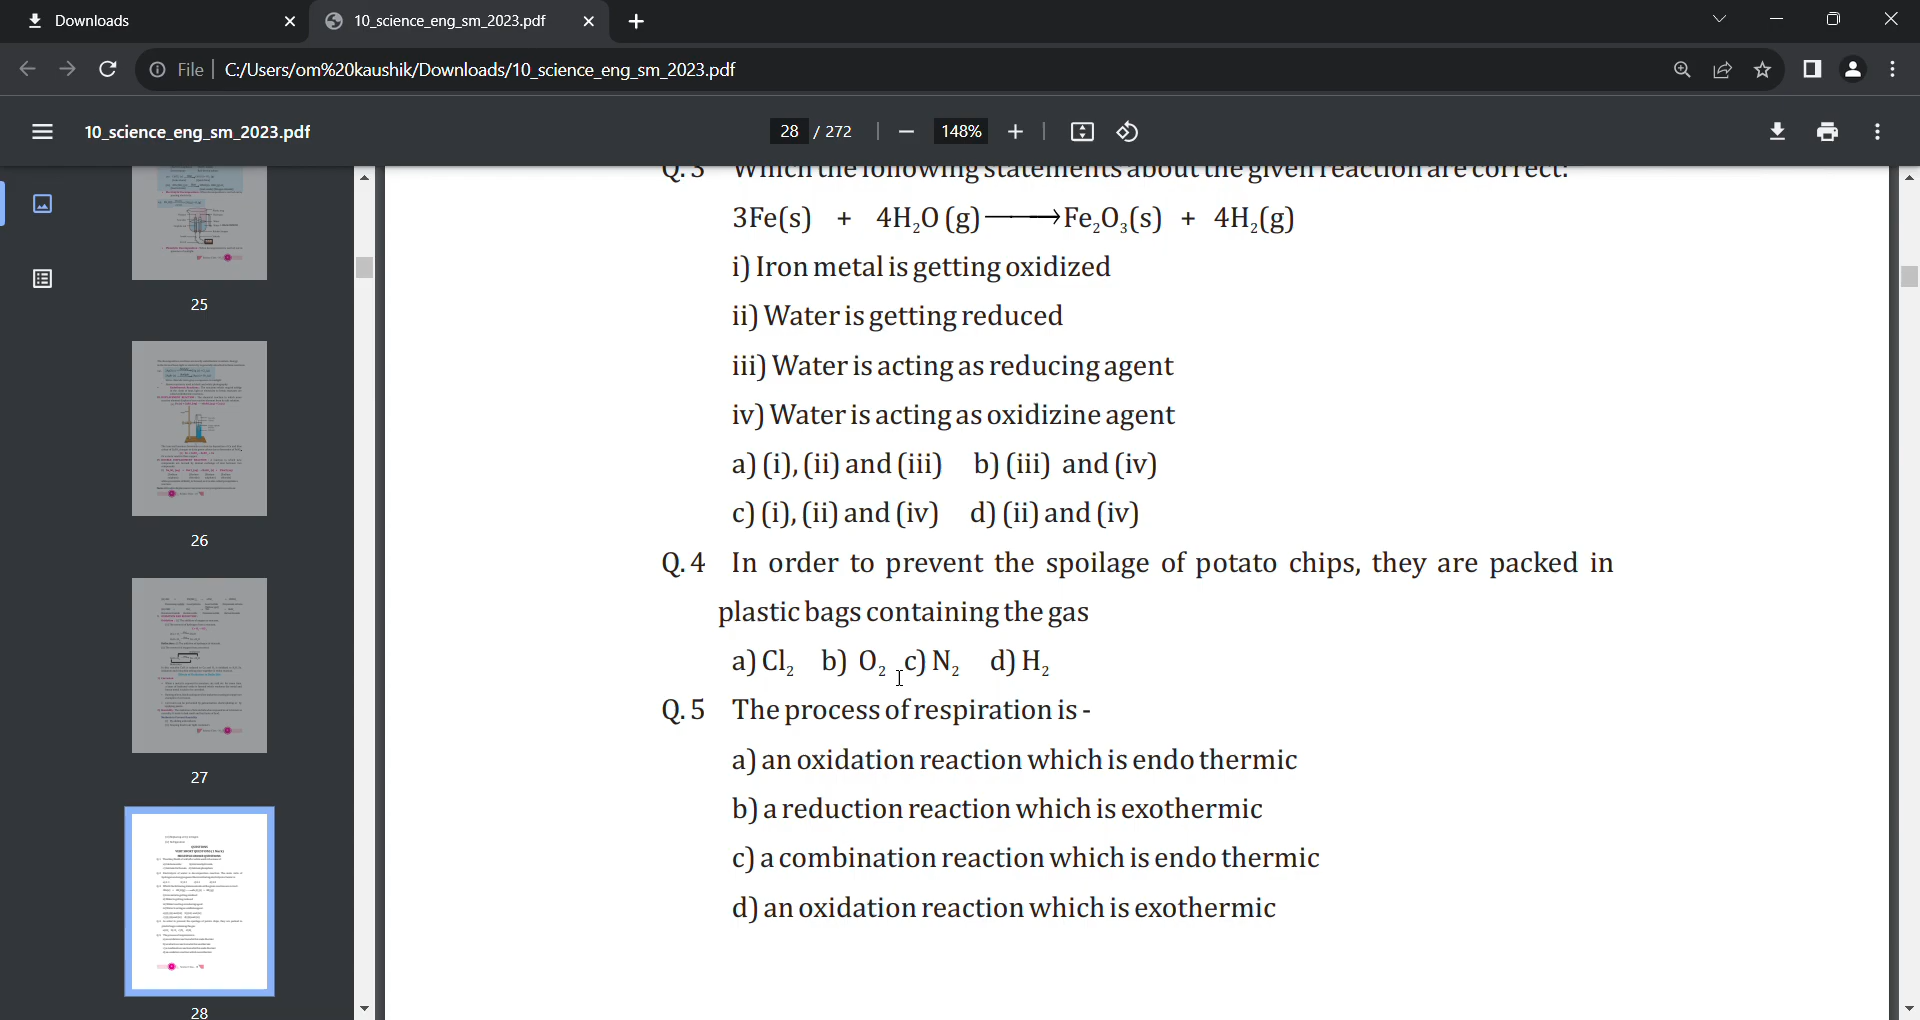 Downloads
10_science_eng_sm_2023.pdf
File
C:/Users/om%20kaushik/Downloads/10_science_eng_sm_2023.pdf
10_science_eng_sm_2023.pdf
28 / 272
148%
25
26
27
28
Q. 3 Which the following statements about the given reaction are correct:
3Fe(s) + 4H₂O (g) ⟶ Fe₂O₃(s) + 4H₂(g)
i) Iron metal is getting oxidized
ii) Water is getting reduced
iii) Water is acting as reducing agent
iv) Water is acting as oxidizine agent
a) (i), (ii) and (iii) b) (iii) and (iv)
c) (i), (ii) and (iv) d) (ii) and (iv)
Q. 4 In order to prevent the spoilage of potato chips, they are packed in
plastic bags containing the gas
a) Cl₂ b) O₂ c) N₂ d) H₂
Q. 5 The process of respiration is -
a) an oxidation reaction which is endo thermic
b) a reduction reaction which is exothermic
c) a combination reaction which is endo thermic
d) an oxidation reaction which is exothermic